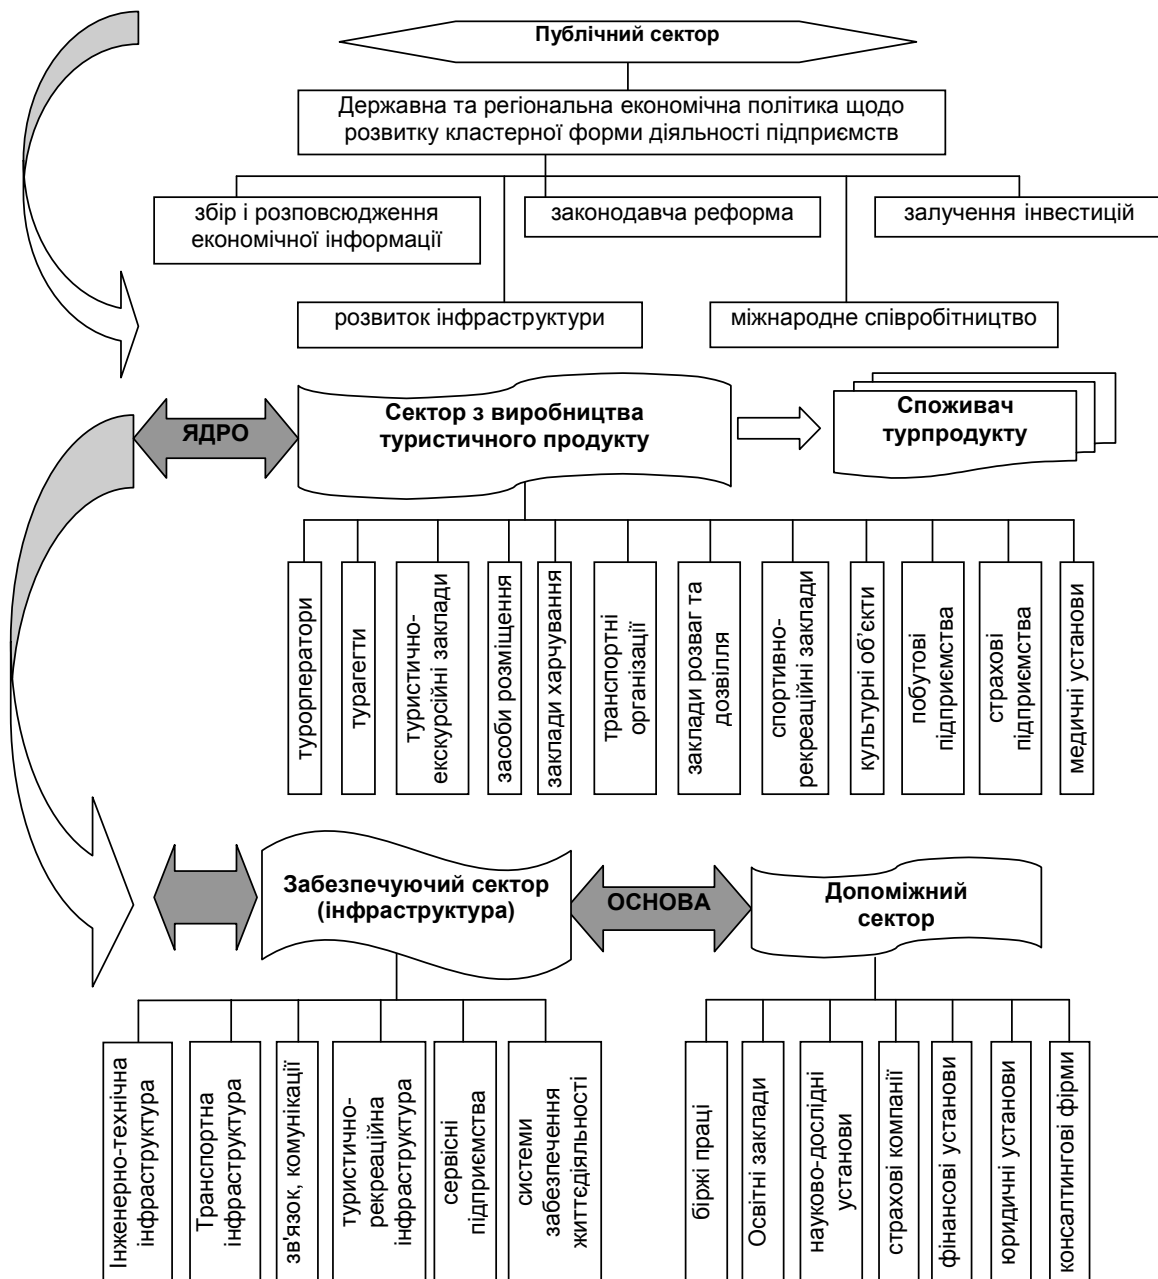 Публічний сектор
Державна та регіональна економічна політика щодо
розвитку кластерної форми діяльності підприємств
збір і розповсюдження
економічної інформації
законодавча реформа
залучення інвестицій
розвиток інфраструктури
міжнародне співробітництво
ЯДРО
Сектор з виробництва
туристичного продукту
Споживач
турпродукту
туроператори
турагегти
туристично-
екскурсійні заклади
засоби розміщення
заклади харчування
транспортні
організації
заклади розваг та
дозвілля
спортивно-
рекреаційні заклади
культурні об’єкти
побутові
підприємства
страхові
підприємства
медичні установи
Забезпечуючий сектор
(інфраструктура)
ОСНОВА
Допоміжний
сектор
Інженерно-технічна
інфраструктура
Транспортна
інфраструктура
зв'язок, комунікації
туристично-
рекреаційна
інфраструктура
сервісні
підприємства
системи
забезпечення
життєдіяльності
біржі праці
Освітні заклади
науково-дослідні
установи
страхові компанії
фінансові установи
юридичні установи
консалтингові фірми